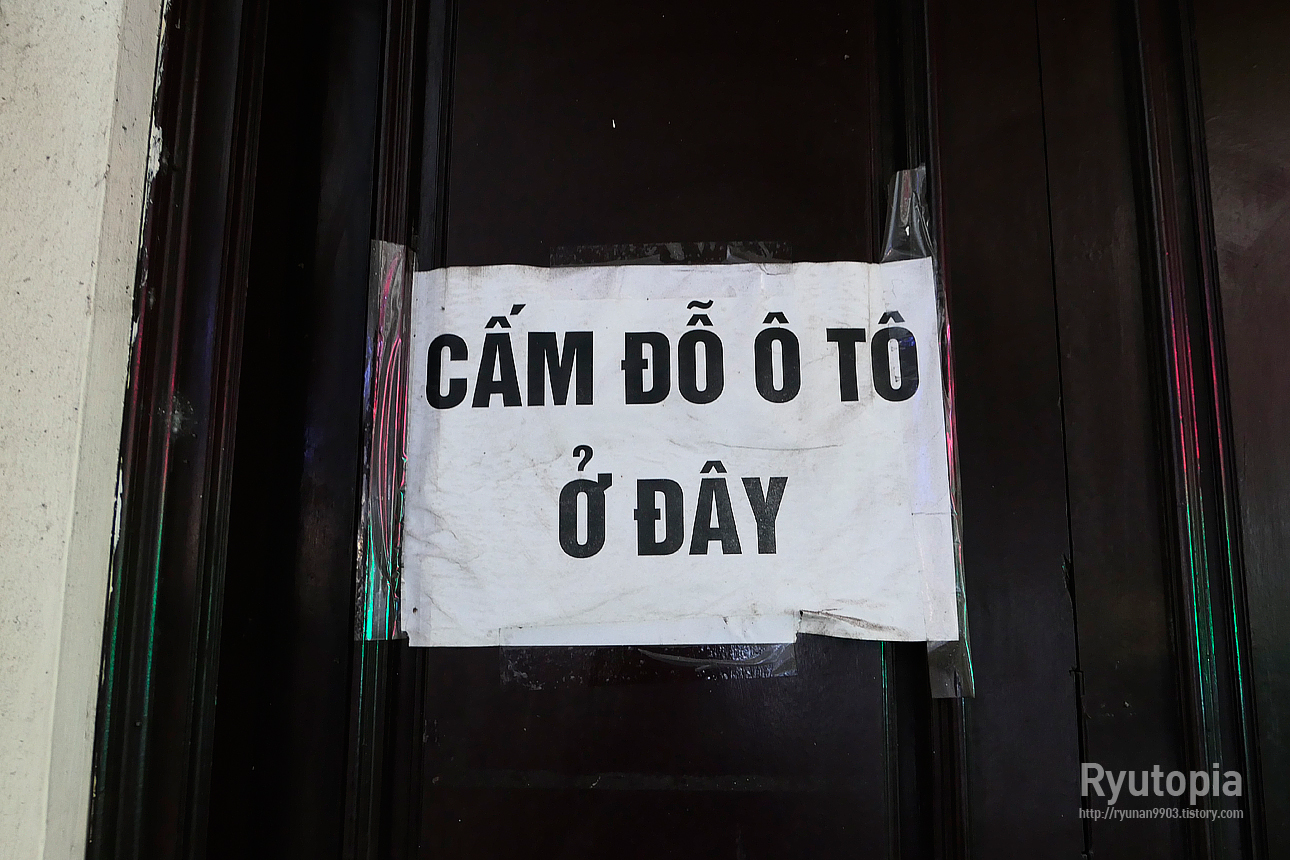 CẤM ĐỖ Ô TÔ
Ở ĐÂY
Ryutopia
http://ryunan9903.tistory.com